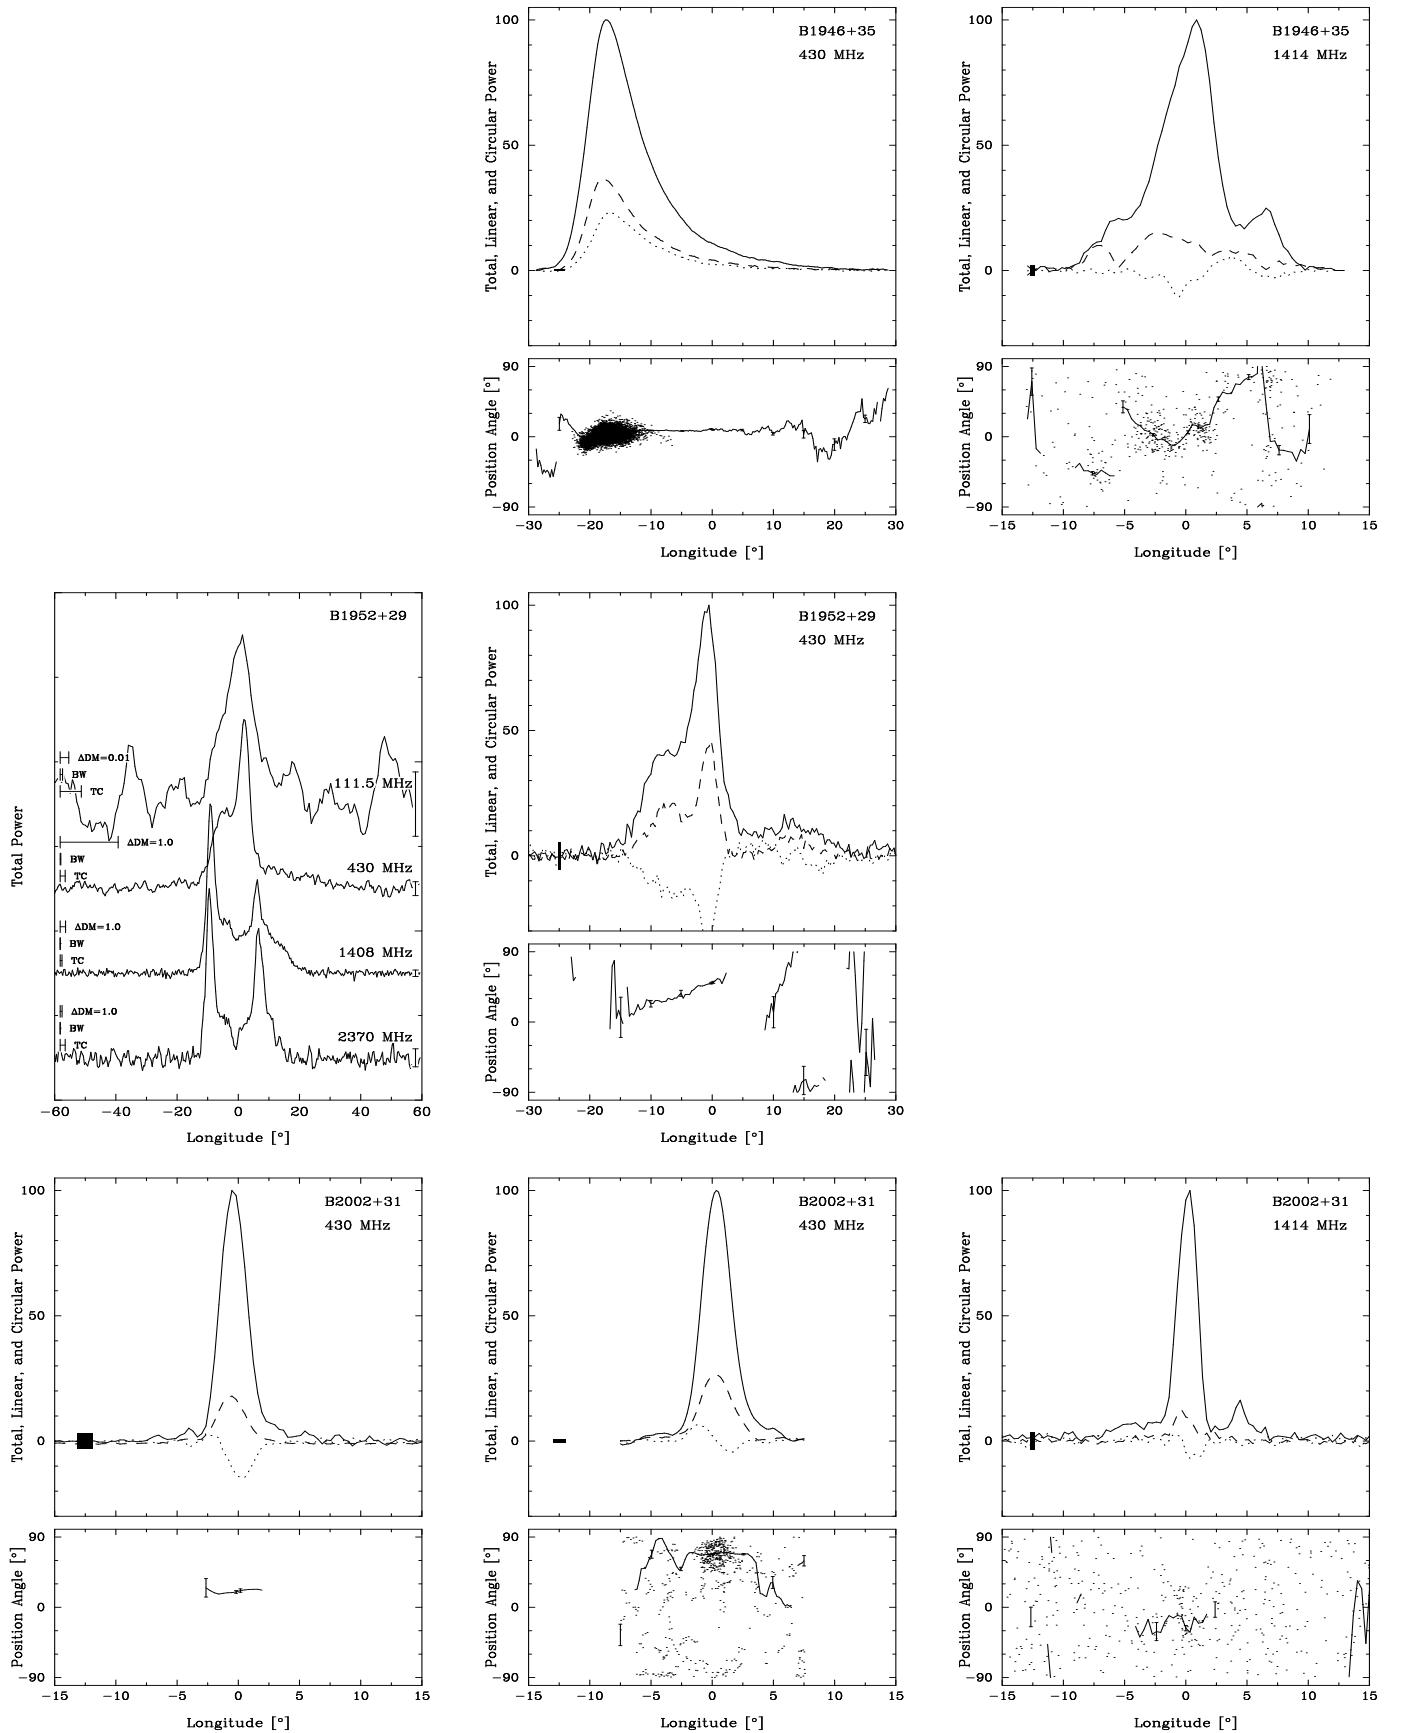 B1946+35
430 MHz
Total, Linear, and Circular Power
100
50
0
Position Angle [°]
90
0
−90
−30 −20 −10 0 10 20 30
Longitude [°]
B1946+35
1414 MHz
Total, Linear, and Circular Power
100
50
0
Position Angle [°]
90
0
−90
−15 −10 −5 0 5 10 15
Longitude [°]
B1952+29
Total Power
ΔDM=0.01
BW
TC
111.5 MHz
ΔDM=1.0
BW
TC
430 MHz
ΔDM=1.0
BW
TC
1408 MHz
ΔDM=1.0
BW
TC
2370 MHz
−60 −40 −20 0 20 40 60
Longitude [°]
B1952+29
430 MHz
Total, Linear, and Circular Power
100
50
0
Position Angle [°]
90
0
−90
−30 −20 −10 0 10 20 30
Longitude [°]
B2002+31
430 MHz
Total, Linear, and Circular Power
100
50
0
Position Angle [°]
90
0
−90
−15 −10 −5 0 5 10 15
Longitude [°]
B2002+31
430 MHz
Total, Linear, and Circular Power
100
50
0
Position Angle [°]
90
0
−90
−15 −10 −5 0 5 10 15
Longitude [°]
B2002+31
1414 MHz
Total, Linear, and Circular Power
100
50
0
Position Angle [°]
90
0
−90
−15 −10 −5 0 5 10 15
Longitude [°]